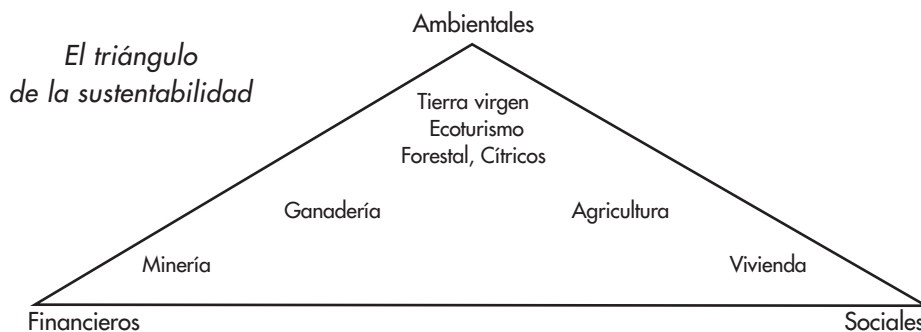 Ambientales
El triángulo
de la sustentabilidad
Tierra virgen
Ecoturismo
Forestal, Cítricos
Ganadería
Agricultura
Minería
Vivienda
Financieros
Sociales